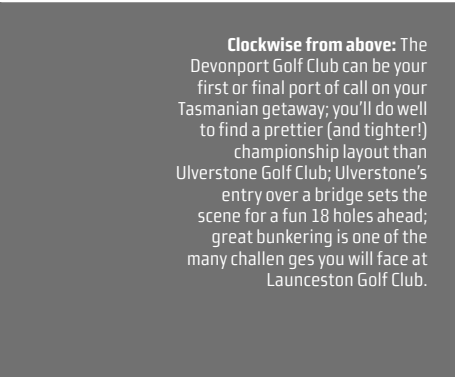 Clockwise from above: The
Devonport Golf Club can be your
first or final port of call on your
Tasmanian getaway; you’ll do well
to find a prettier (and tighter!)
championship layout than
Ulverstone Golf Club; Ulverstone’s
entry over a bridge sets the
scene for a fun 18 holes ahead;
great bunkering is one of the
many challen ges you will face at
Launceston Golf Club.